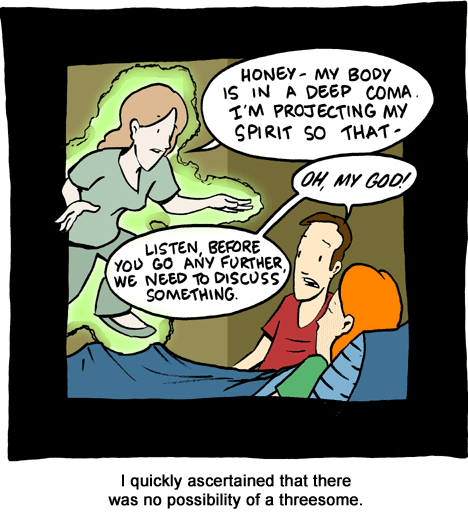 HONEY - MY BODY
IS IN A DEEP COMA.
I'M PROJECTING MY
SPIRIT SO THAT -
OH, MY GOD!
LISTEN, BEFORE
YOU GO ANY FURTHER,
WE NEED TO DISCUSS
SOMETHING.
I quickly ascertained that there
was no possibility of a threesome.